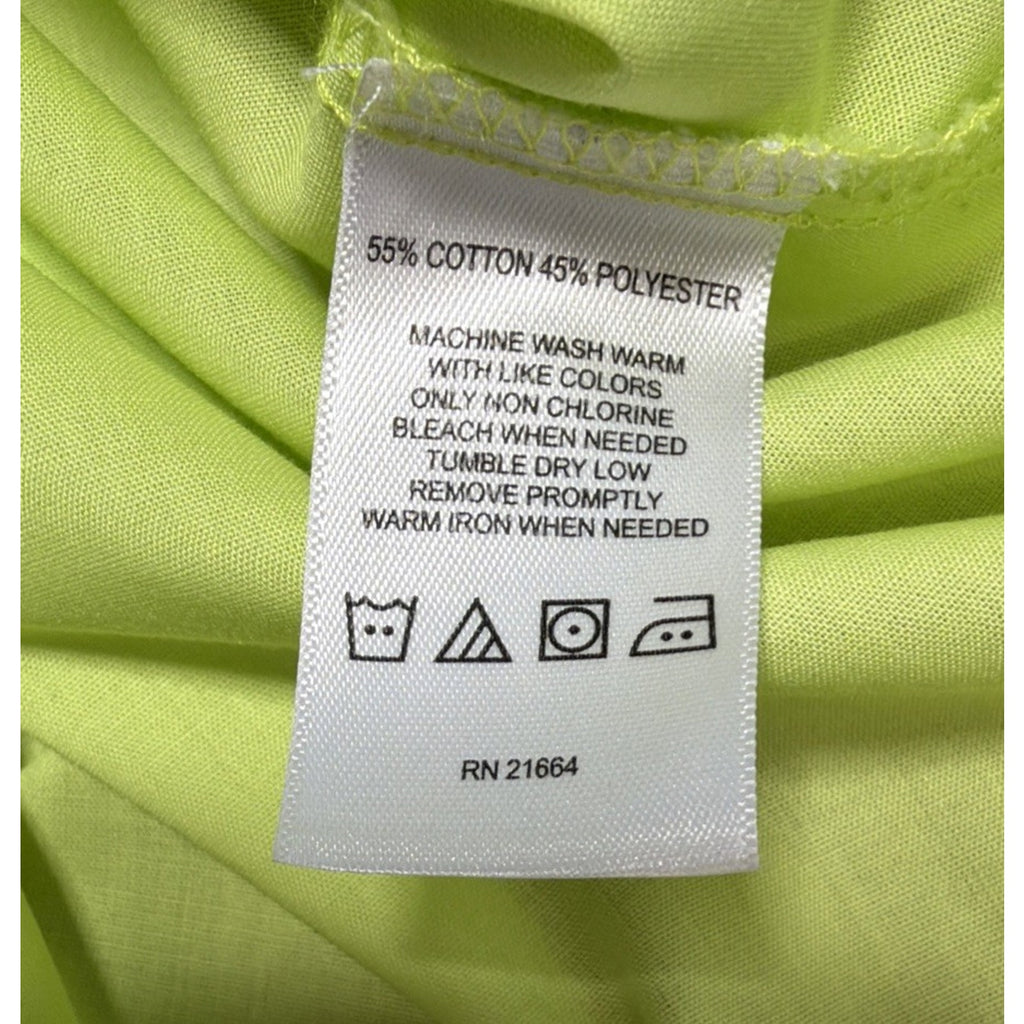 55% COTTON 45% POLYESTER
MACHINE WASH WARM
WITH LIKE COLORS
ONLY NON CHLORINE
BLEACH WHEN NEEDED
TUMBLE DRY LOW
REMOVE PROMPTLY
WARM IRON WHEN NEEDED
RN 21664